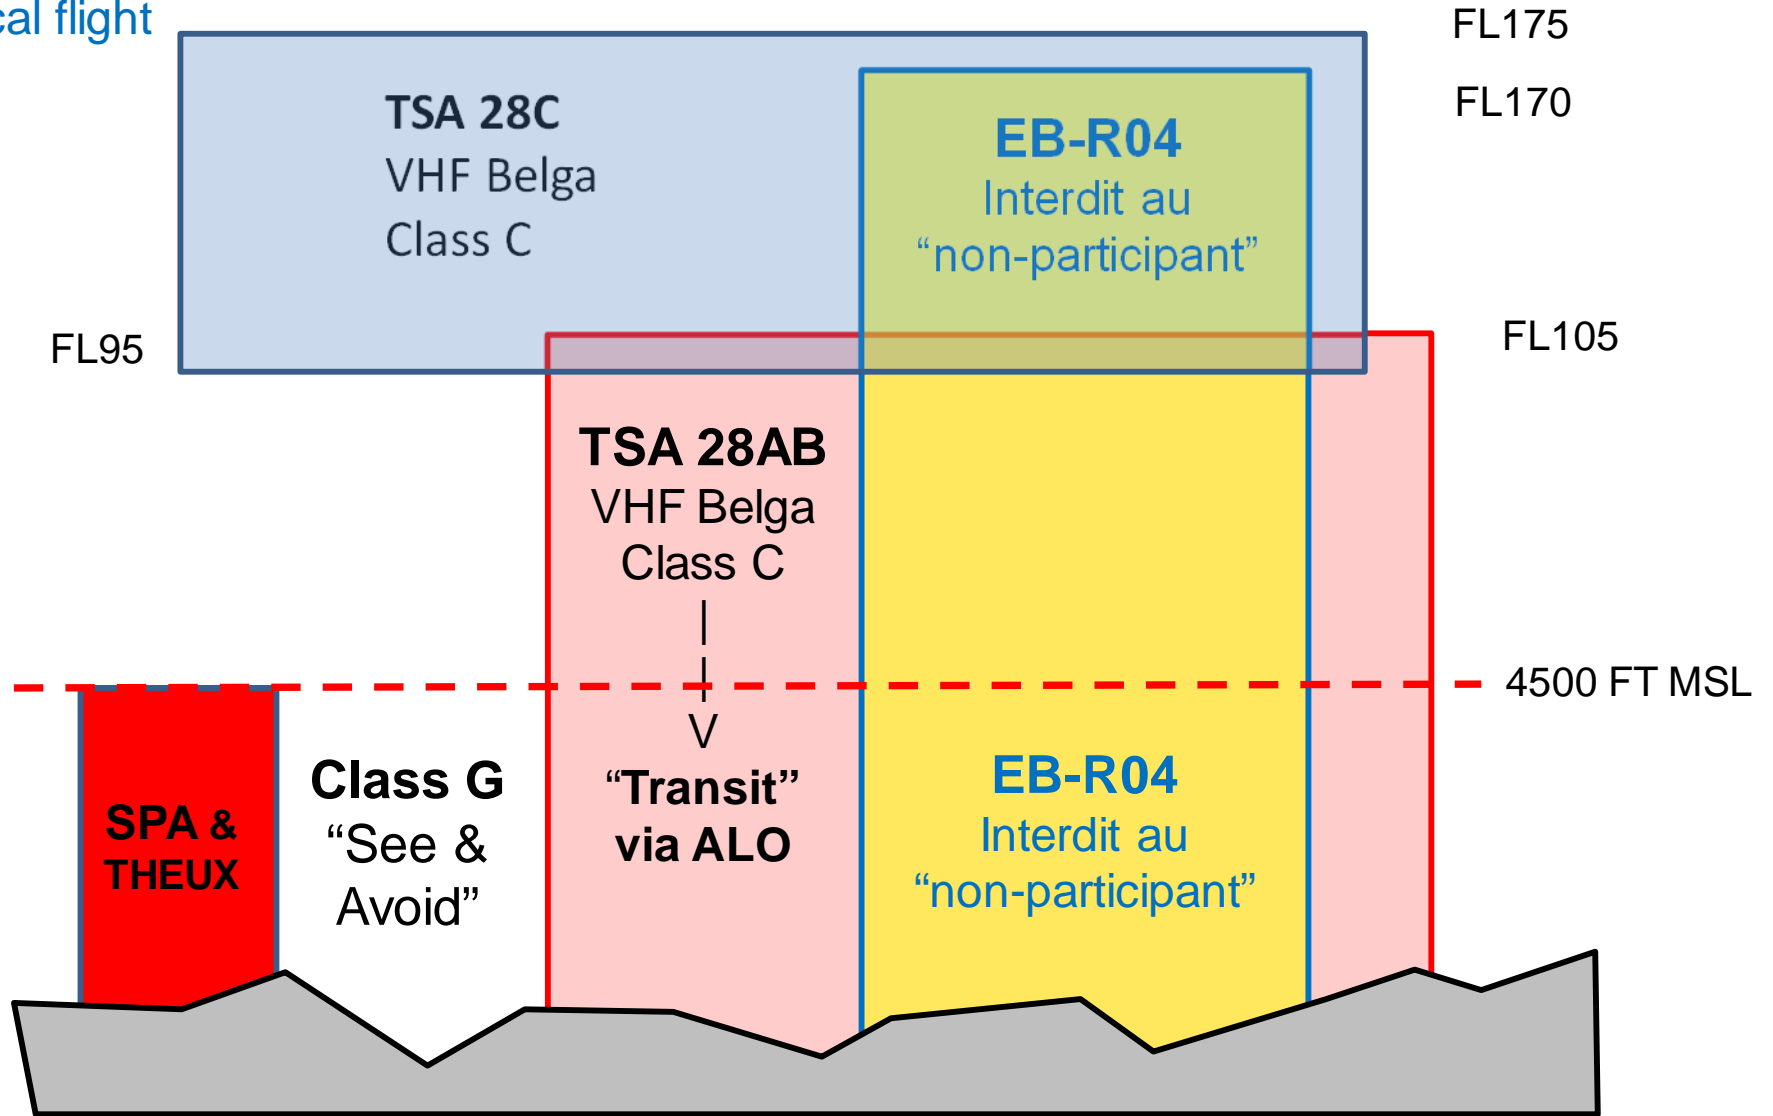 cal flight
FL175
FL170
TSA 28C
VHF Belga
Class C
EB-R04
Interdit au
“non-participant”
FL95
FL105
TSA 28AB
VHF Belga
Class C
|
|
V
“Transit”
via ALO
4500 FT MSL
SPA &
THEUX
Class G
“See &
Avoid”
EB-R04
Interdit au
“non-participant”